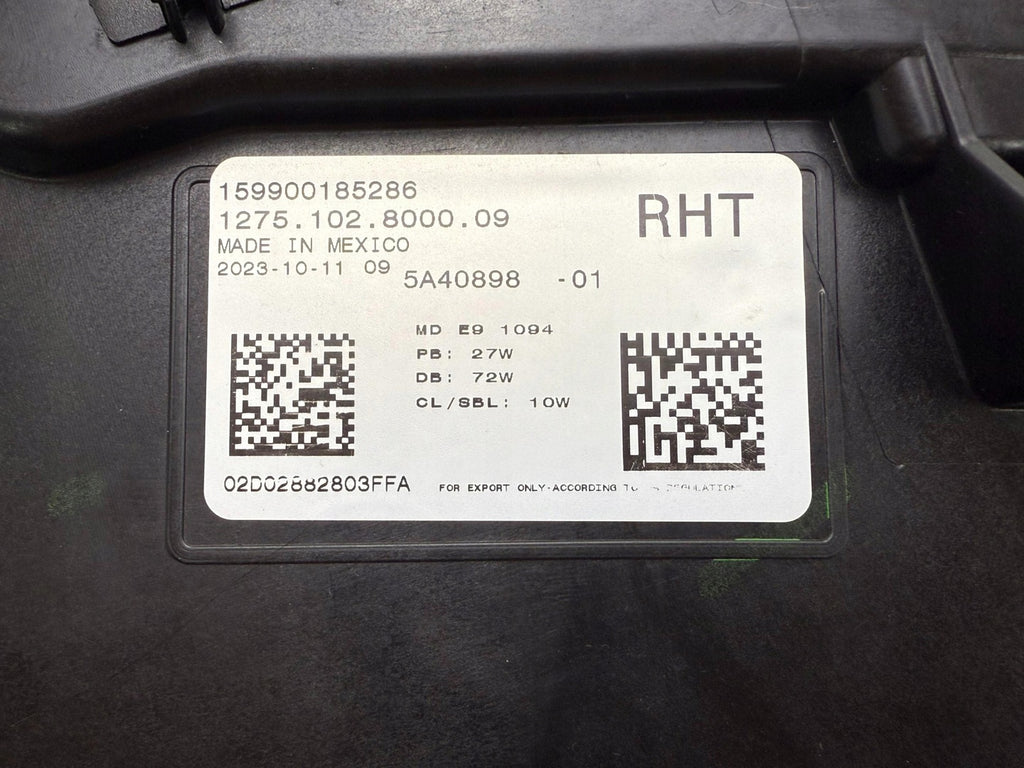 159900185286
1275.102.8000.09
RHT
MADE IN MEXICO
2023-10-11 09
5A40898 -01
MD E9 1094
PB: 27W
DB: 72W
CL/SBL: 10W
02D02882803FFA
FOR EXPORT ONLY-ACCORDING